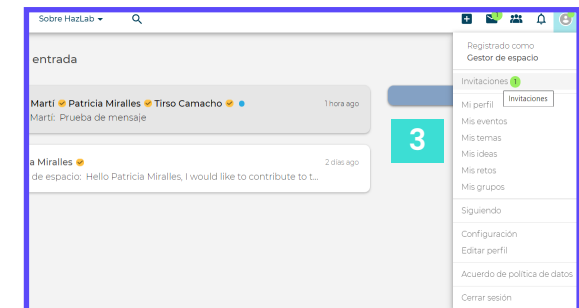 Sobre HazLab
1
entrada
Martí Patricia Miralles Tirso Camacho
1 hora ago
Martí: Prueba de mensaje
a Miralles
2 días ago
de espacio: Hello Patricia Miralles, I would like to contribute to t...
3
Registrado como
Gestor de espacio
Invitaciones 1
Invitaciones
Mi perfil
Mis eventos
Mis temas
Mis ideas
Mis retos
Mis grupos
Siguiendo
Configuración
Editar perfil
Acuerdo de política de datos
Cerrar sesión